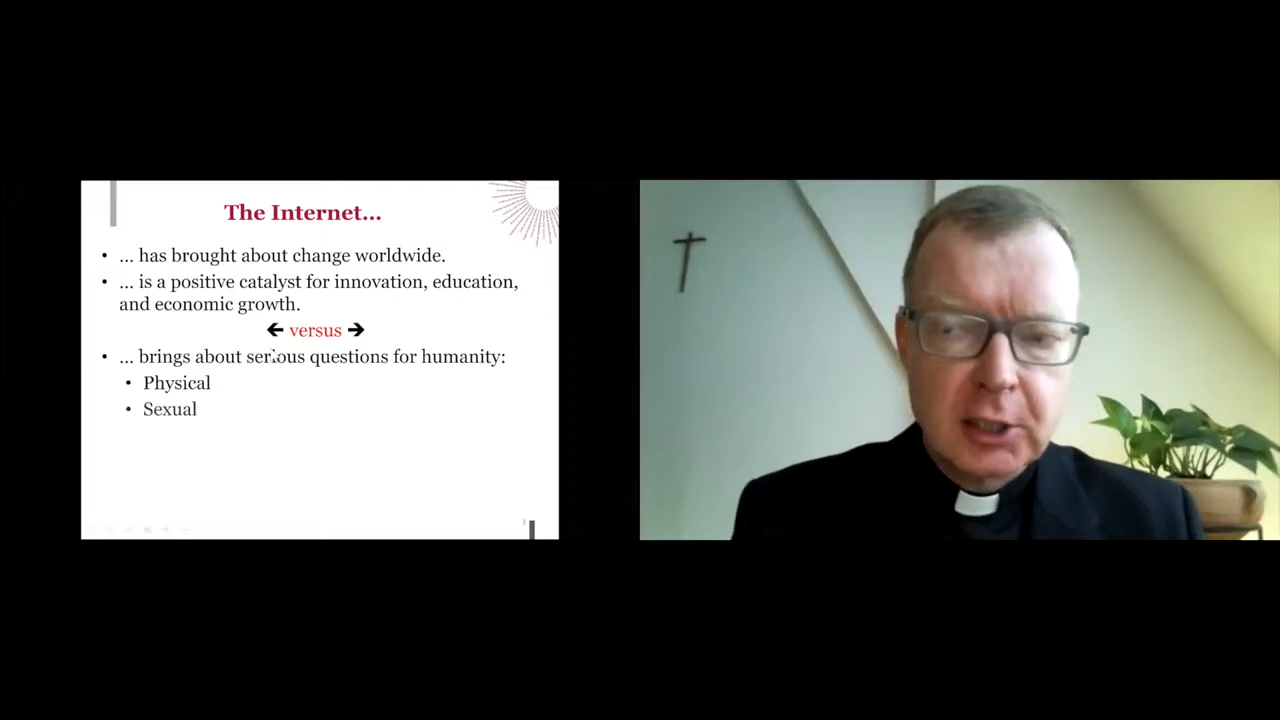 The Internet...
• ... has brought about change worldwide.
• ... is a positive catalyst for innovation, education,
and economic growth.
← versus →
• ... brings about serious questions for humanity:
• Physical
• Sexual
3